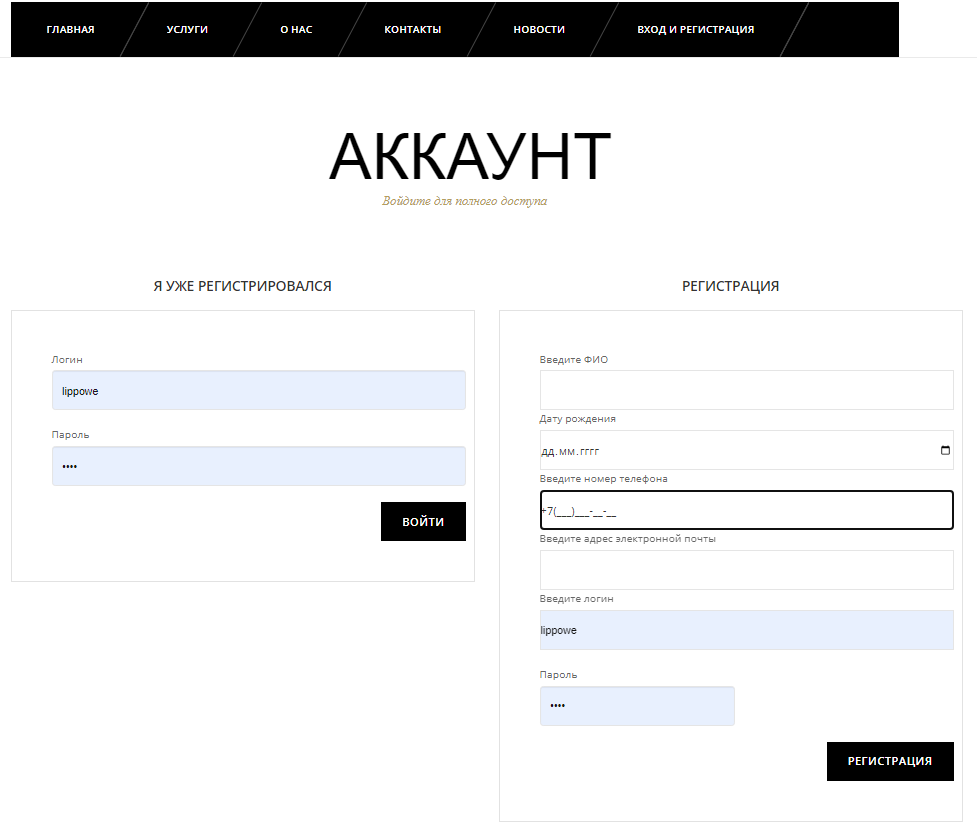 ГЛАВНАЯ УСЛУГИ О НАС КОНТАКТЫ НОВОСТИ ВХОД И РЕГИСТРАЦИЯ
АККАУНТ
Войдите для полного доступа
Я УЖЕ РЕГИСТРИРОВАЛСЯ
Логин
lippowe
Пароль
••••
ВОЙТИ
РЕГИСТРАЦИЯ
Введите ФИО
Дату рождения
дд.мм.гггг
Введите номер телефона
+7(___)___-__-__
Введите адрес электронной почты
Введите логин
lippowe
Пароль
••••
РЕГИСТРАЦИЯ